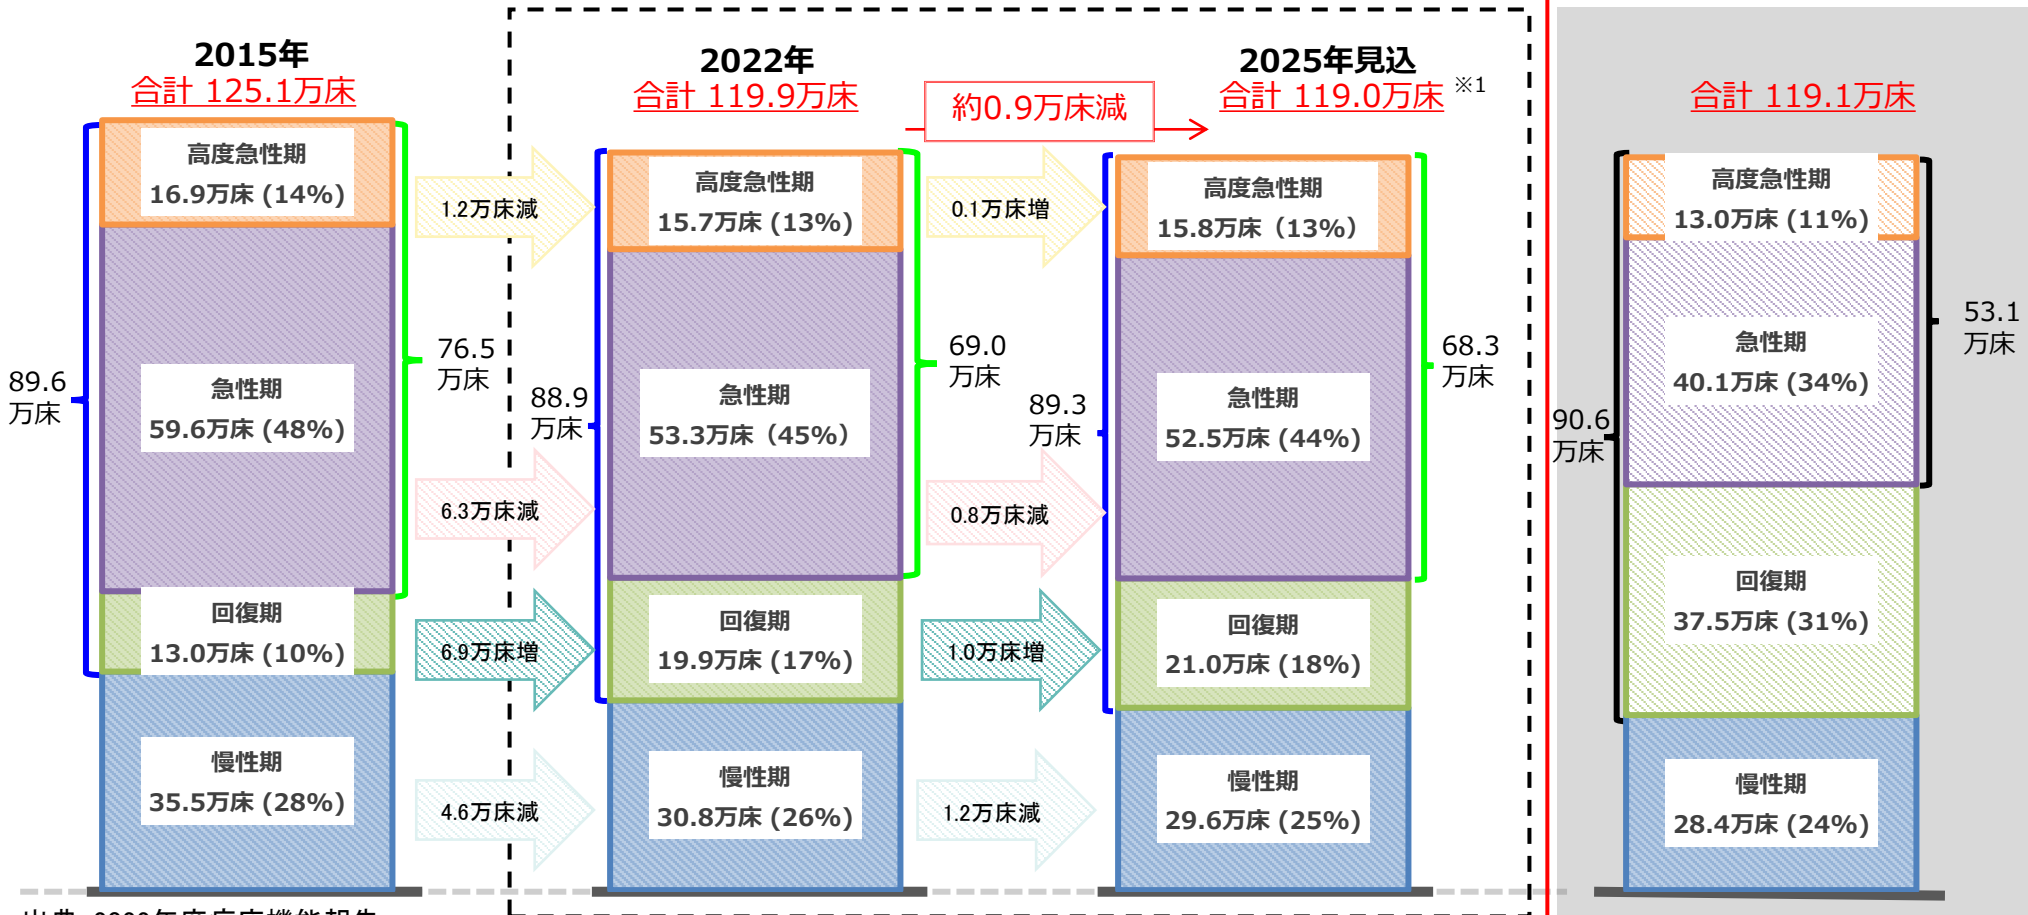 2015年
合計 125.1万床
高度急性期
16.9万床 (14%)
急性期
59.6万床 (48%)
回復期
13.0万床 (10%)
慢性期
35.5万床 (28%)
89.6
万床
76.5
万床
1.2万床減
6.3万床減
6.9万床増
4.6万床減
2022年
合計 119.9万床
高度急性期
15.7万床 (13%)
急性期
53.3万床（45%）
回復期
19.9万床 (17%)
慢性期
30.8万床 (26%)
88.9
万床
69.0
万床
約0.9万床減
0.1万床増
0.8万床減
1.0万床増
1.2万床減
2025年見込
合計 119.0万床 ※1
高度急性期
15.8万床（13%）
急性期
52.5万床 (44%)
回復期
21.0万床 (18%)
慢性期
29.6万床 (25%)
89.3
万床
68.3
万床
合計 119.1万床
高度急性期
13.0万床 (11%)
急性期
40.1万床 (34%)
回復期
37.5万床 (31%)
慢性期
28.4万床 (24%)
90.6
万床
53.1
万床